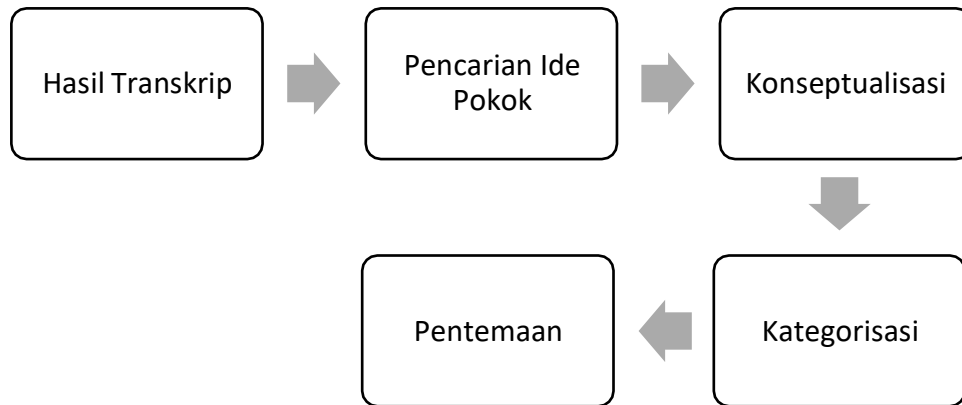 Hasil Transkrip
Pencarian Ide
Pokok
Konseptualisasi
Kategorisasi
Pentemaan